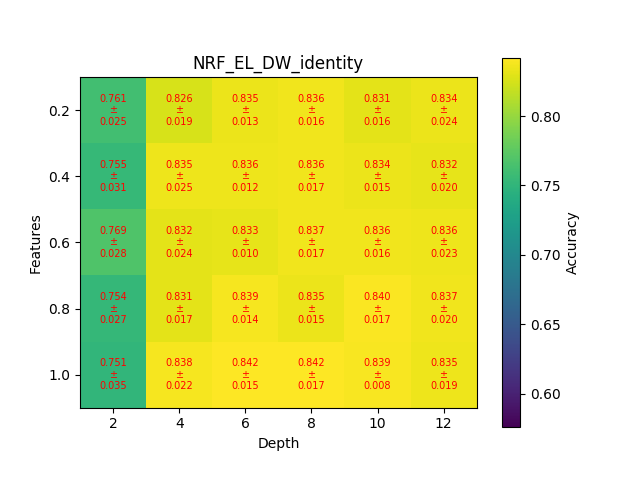 NRF_EL_DW_identity
0.2
0.761 ± 0.025
0.826 ± 0.019
0.835 ± 0.013
0.836 ± 0.016
0.831 ± 0.016
0.834 ± 0.024
0.4
0.755 ± 0.031
0.835 ± 0.025
0.836 ± 0.012
0.836 ± 0.017
0.834 ± 0.015
0.832 ± 0.020
0.6
0.769 ± 0.028
0.832 ± 0.024
0.833 ± 0.010
0.837 ± 0.017
0.836 ± 0.016
0.836 ± 0.023
0.8
0.754 ± 0.027
0.831 ± 0.017
0.839 ± 0.014
0.835 ± 0.015
0.840 ± 0.017
0.837 ± 0.020
1.0
0.751 ± 0.035
0.838 ± 0.022
0.842 ± 0.015
0.842 ± 0.017
0.839 ± 0.008
0.835 ± 0.019
Features
2 4 6 8 10 12
Depth
0.80
0.75
0.70
0.65
0.60
Accuracy